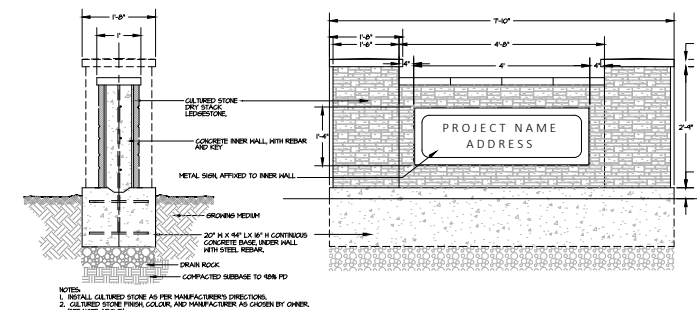 1'-8"
1'
7'-10"
1'-8"
1'-6"
4'-8"
4"
4'
4"
CULTURED STONE
DRY STACK
LEDGESTONE,
CONCRETE INNER WALL, WITH REBAR
AND KEY
1'-4"
PROJECT NAME
ADDRESS
2'-4"
METAL SIGN, AFFIXED TO INNER WALL
GROWING MEDIUM
20" W X 94" L X 16" H CONTINUOUS
CONCRETE BASE, UNDER WALL
WITH STEEL REBAR.
DRAIN ROCK
COMPACTED SUBBASE TO 98% PD
NOTES:
1. INSTALL CULTURED STONE AS PER MANUFACTURER'S DIRECTIONS.
2. CULTURED STONE FINISH, COLOUR, AND MANUFACTURER AS CHOSEN BY OWNER.